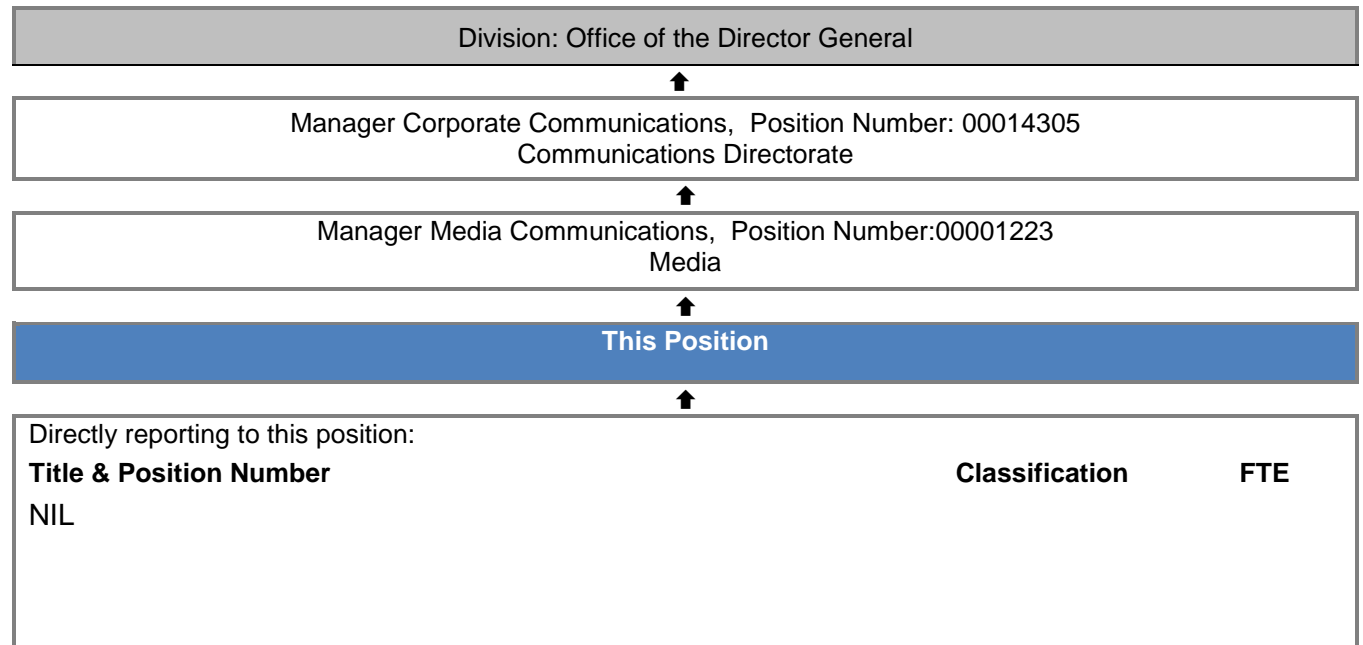 Division: Office of the Director General
Manager Corporate Communications, Position Number: 00014305
Communications Directorate
Manager Media Communications, Position Number:00001223
Media
This Position
Directly reporting to this position:
Title & Position Number Classification FTE
NIL